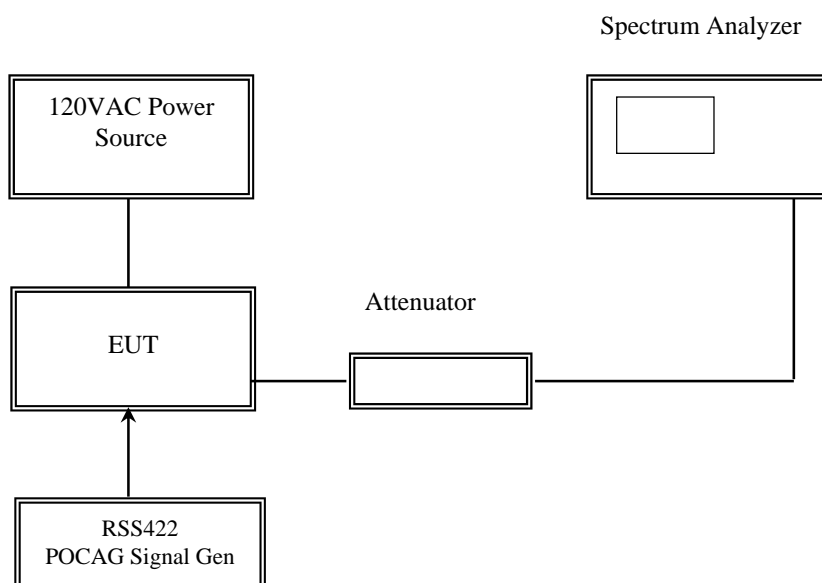 Spectrum Analyzer
120VAC Power
Source
Attenuator
EUT
RSS422
POCAG Signal Gen